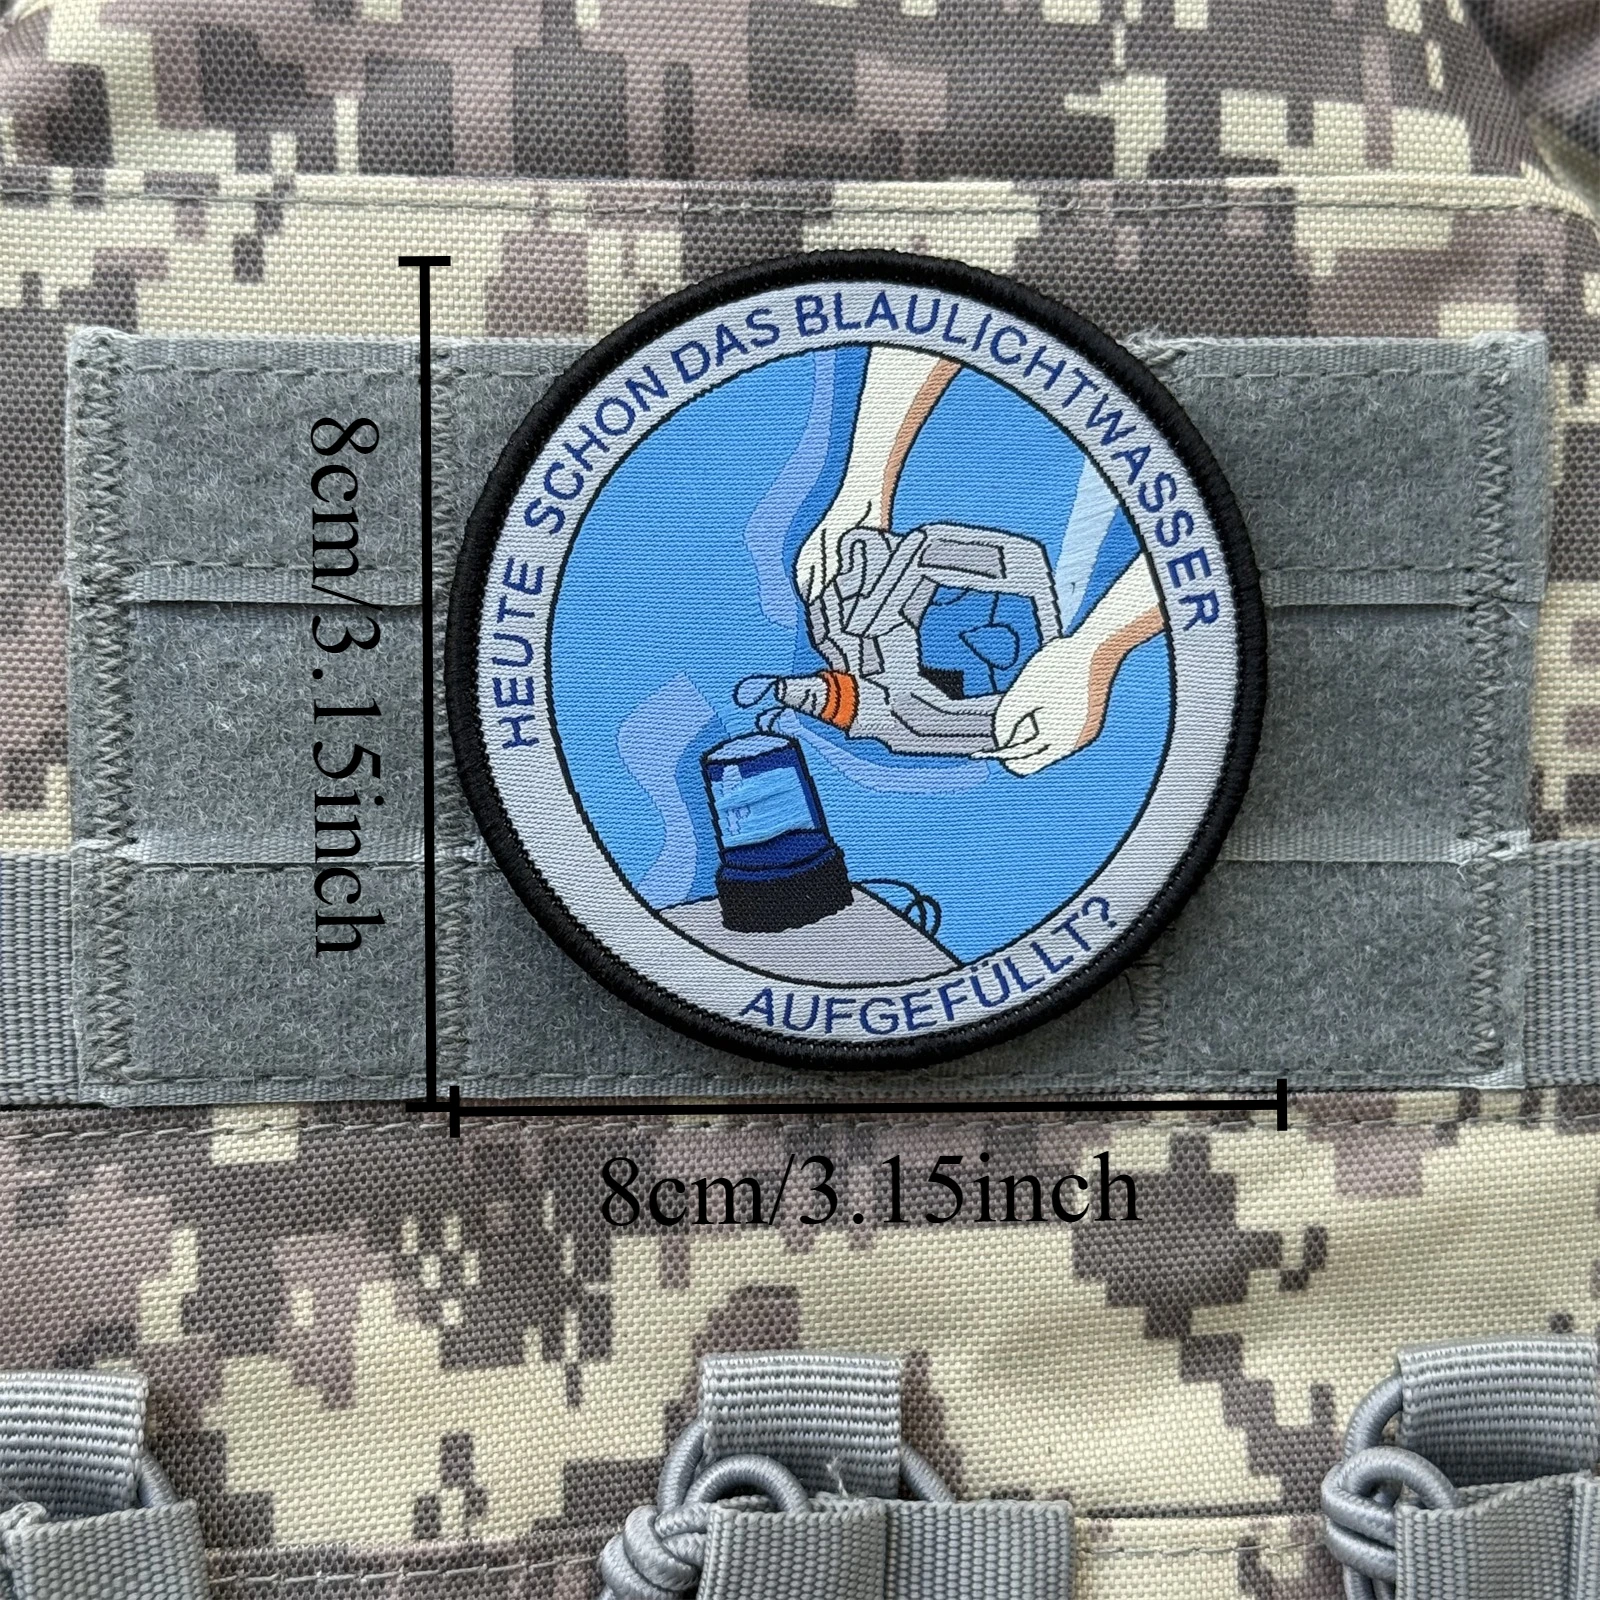 HEUTE SCHON DAS BLAULICHTWASSER
AUFGEFÜLLT?
8cm/3.15inch
8cm/3.15inch